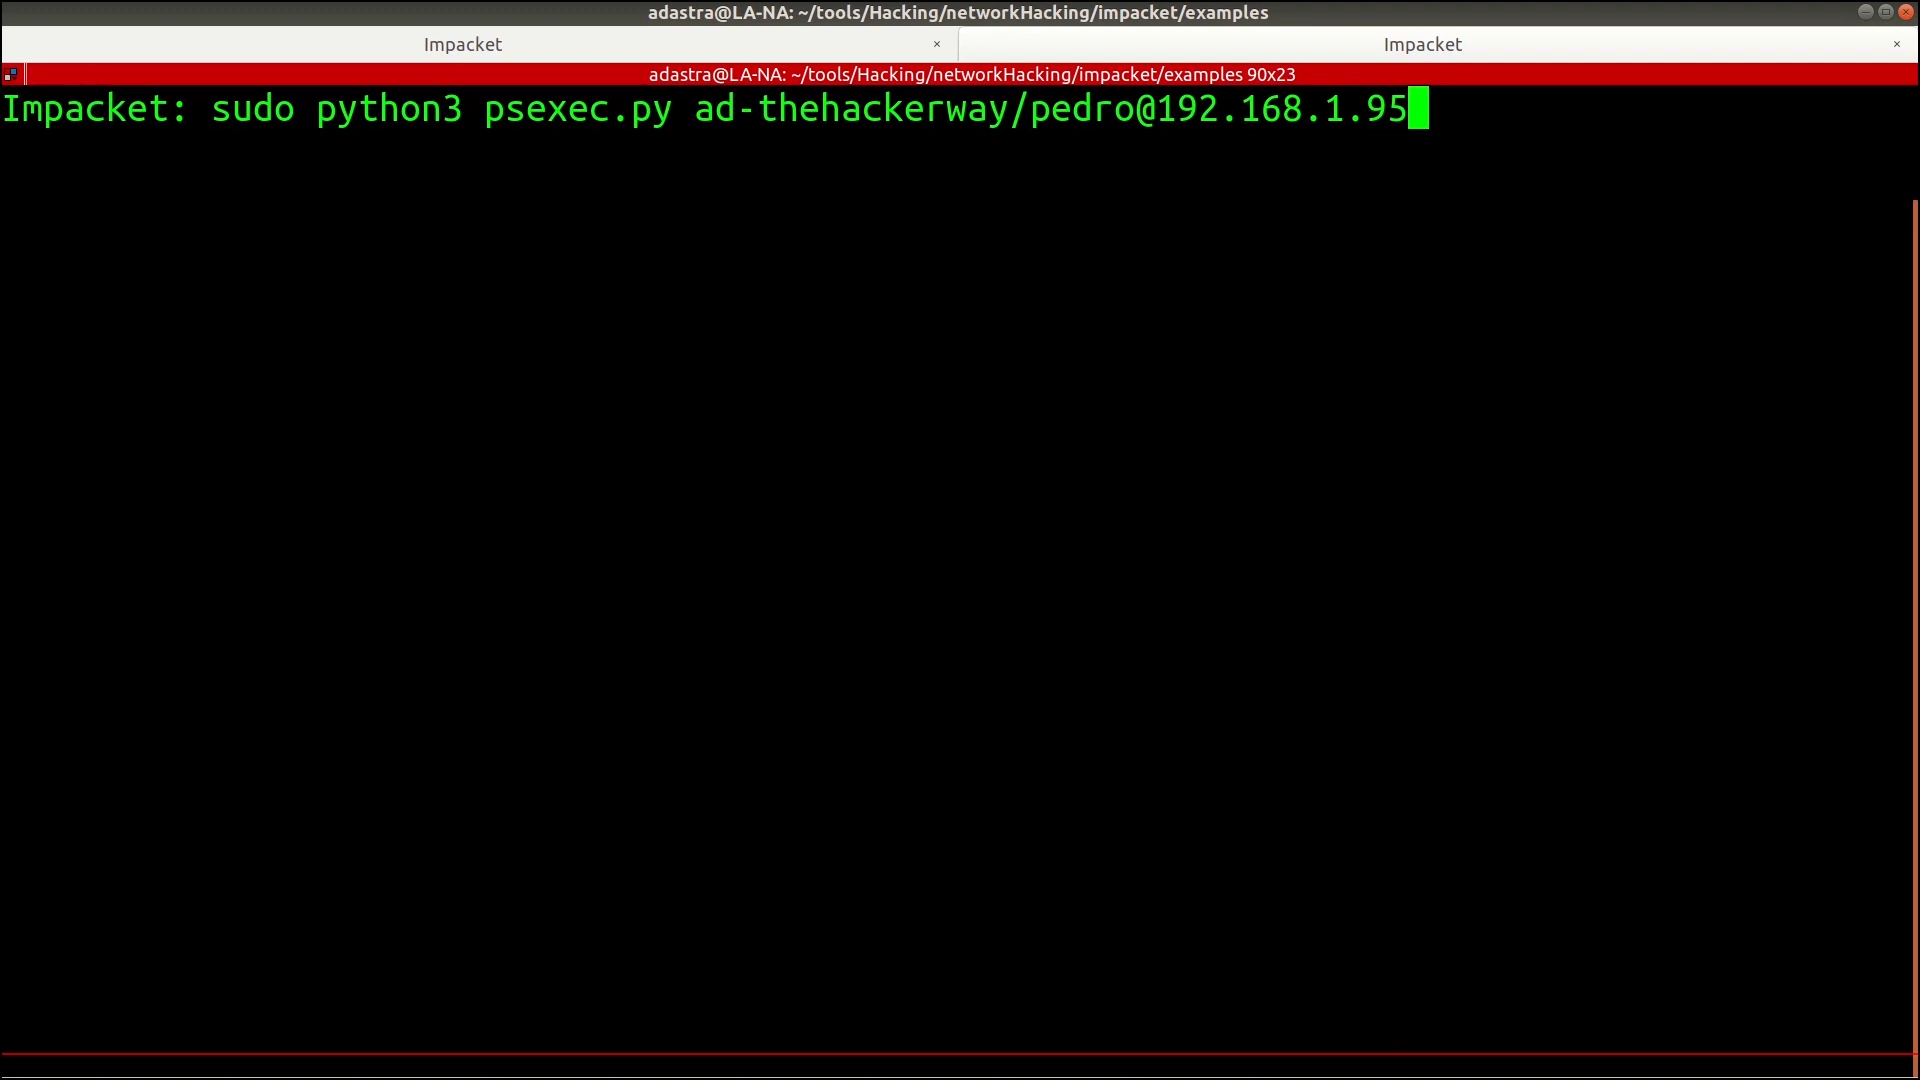 adastra@LA-NA: ~/tools/Hacking/networkHacking/impacket/examples
Impacket × Impacket ×
adastra@LA-NA: ~/tools/Hacking/networkHacking/impacket/examples 90x23
Impacket: sudo python3 psexec.py ad-thehackerway/pedro@192.168.1.95